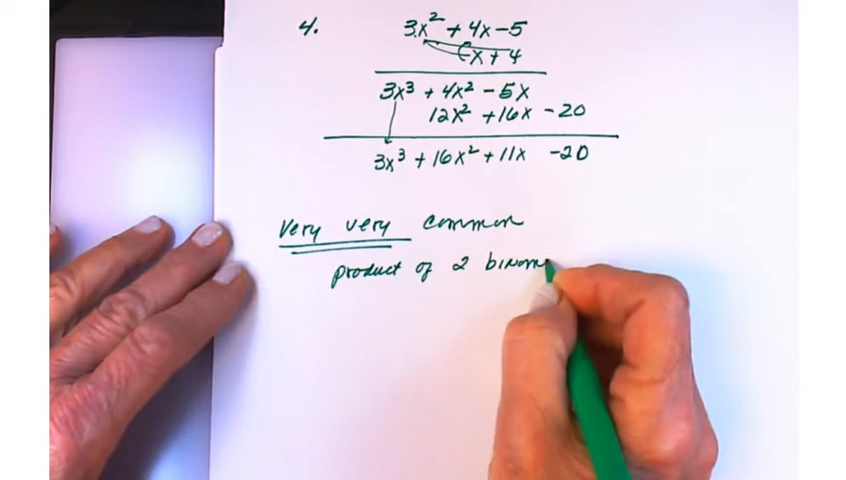 4. 3x² + 4x - 5
x + 4
3x³ + 4x² - 5x
12x² + 16x - 20
3x³ + 16x² + 11x - 20
Very very common
product of 2 binom